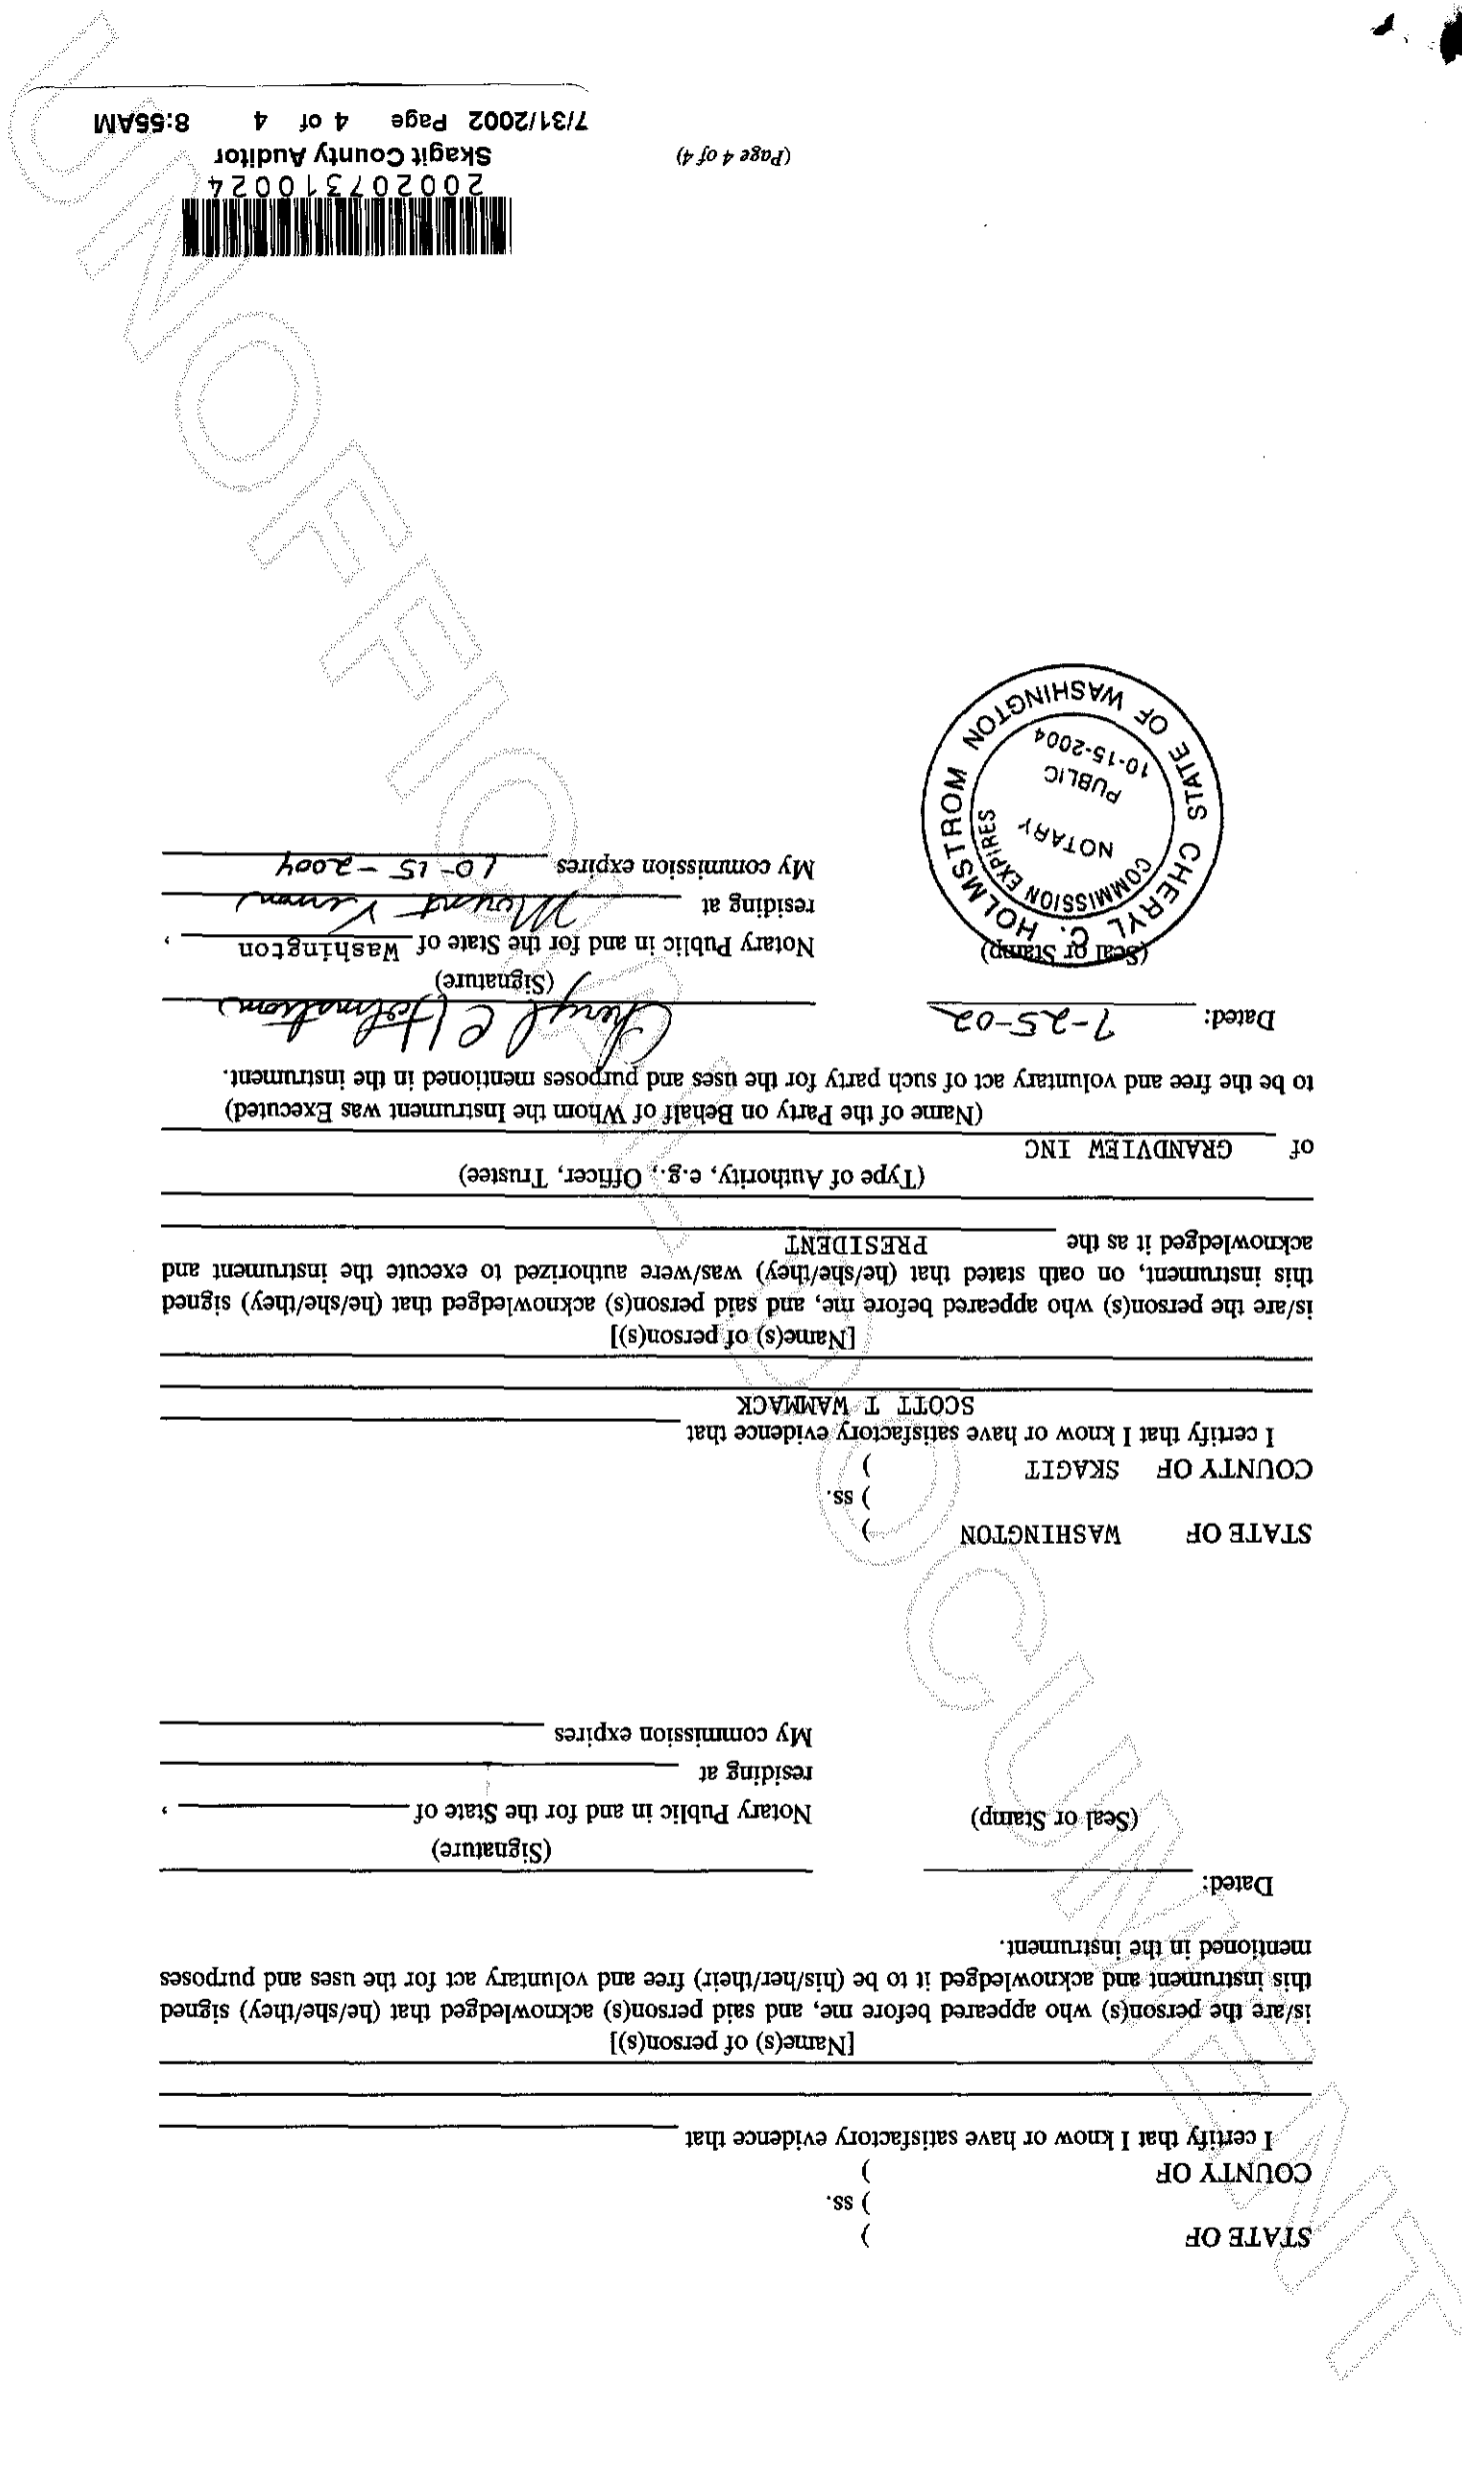 STATE OF )
) ss.
COUNTY OF )
I certify that I know or have satisfactory evidence that
[Name(s) of person(s)]
is/are the person(s) who appeared before me, and said person(s) acknowledged that (he/she/they) signed
this instrument and acknowledged it to be (his/her/their) free and voluntary act for the uses and purposes
mentioned in the instrument.
Dated:
(Signature)
(Seal or Stamp)
Notary Public in and for the State of ,
residing at
My commission expires
STATE OF WASHINGTON )
) ss.
COUNTY OF SKAGIT )
I certify that I know or have satisfactory evidence that
SCOTT T WAMMACK
[Name(s) of person(s)]
is/are the person(s) who appeared before me, and said person(s) acknowledged that (he/she/they) signed
this instrument, on oath stated that (he/she/they) was/were authorized to execute the instrument and
acknowledged it as the PRESIDENT
(Type of Authority, e.g., Officer, Trustee)
of GRANDVIEW INC
(Name of the Party on Behalf of Whom the Instrument was Executed)
to be the free and voluntary act of such party for the uses and purposes mentioned in the instrument.
Dated: 7-25-02
Cheryl C Holmstrom
(Signature)
(Seal or Stamp)
Notary Public in and for the State of Washington ,
residing at Mount Vernon
My commission expires 10-15-2004
CHERYL C. HOLMSTROM
COMMISSION EXPIRES
NOTARY
PUBLIC
10-15-2004
STATE OF WASHINGTON
(Page 4 of 4)
200207310024
Skagit County Auditor
7/31/2002 Page 4 of 4 8:55AM
UNOFFICIAL DOCUMENT